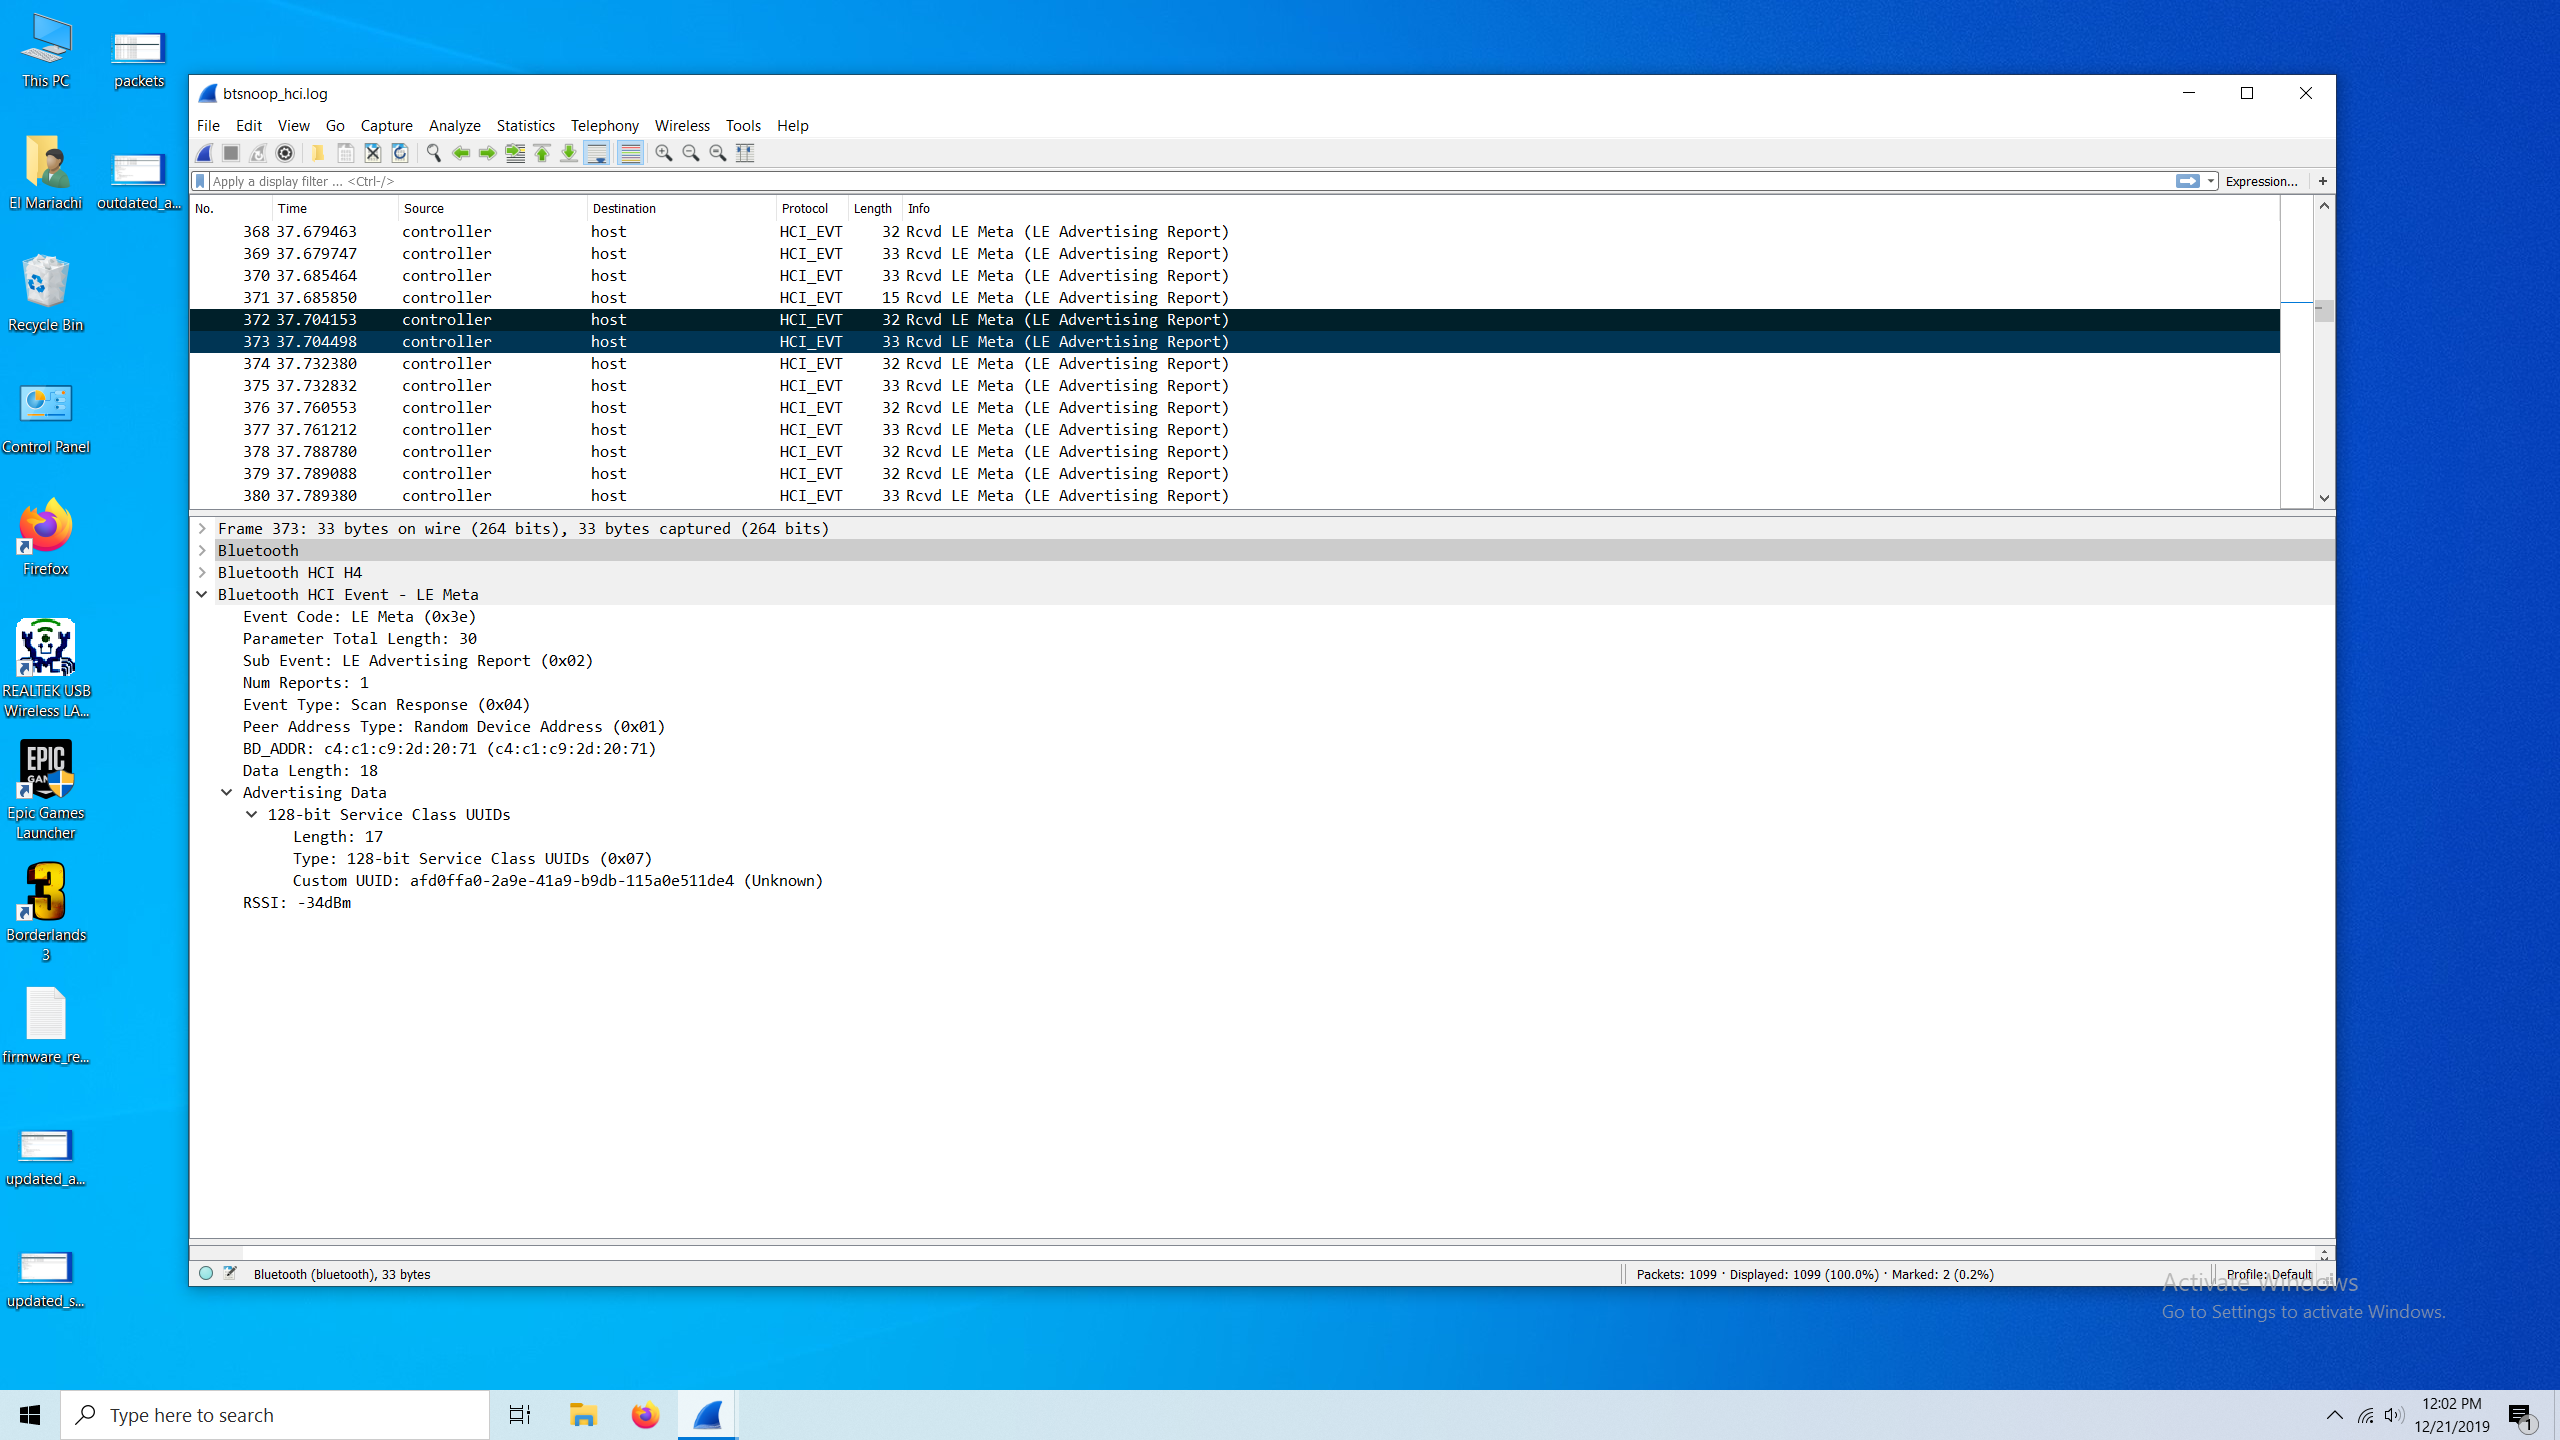 This PC
packets
El Mariachi
outdated_a...
Recycle Bin
Control Panel
Firefox
REALTEK USB
Wireless LA...
EPIC
GAMES
Epic Games
Launcher
3
Borderlands
3
firmware_re...
updated_a...
updated_s...
btsnoop_hci.log
File Edit View Go Capture Analyze Statistics Telephony Wireless Tools Help
Apply a display filter ... <Ctrl-/>
Expression... +
No. Time Source Destination Protocol Length Info
368 37.679463 controller host HCI_EVT 32 Rcvd LE Meta (LE Advertising Report)
369 37.679747 controller host HCI_EVT 33 Rcvd LE Meta (LE Advertising Report)
370 37.685464 controller host HCI_EVT 33 Rcvd LE Meta (LE Advertising Report)
371 37.685850 controller host HCI_EVT 15 Rcvd LE Meta (LE Advertising Report)
372 37.704153 controller host HCI_EVT 32 Rcvd LE Meta (LE Advertising Report)
373 37.704498 controller host HCI_EVT 33 Rcvd LE Meta (LE Advertising Report)
374 37.732380 controller host HCI_EVT 32 Rcvd LE Meta (LE Advertising Report)
375 37.732832 controller host HCI_EVT 33 Rcvd LE Meta (LE Advertising Report)
376 37.760553 controller host HCI_EVT 32 Rcvd LE Meta (LE Advertising Report)
377 37.761212 controller host HCI_EVT 33 Rcvd LE Meta (LE Advertising Report)
378 37.788780 controller host HCI_EVT 32 Rcvd LE Meta (LE Advertising Report)
379 37.789088 controller host HCI_EVT 32 Rcvd LE Meta (LE Advertising Report)
380 37.789380 controller host HCI_EVT 33 Rcvd LE Meta (LE Advertising Report)
Frame 373: 33 bytes on wire (264 bits), 33 bytes captured (264 bits)
Bluetooth
Bluetooth HCI H4
Bluetooth HCI Event - LE Meta
Event Code: LE Meta (0x3e)
Parameter Total Length: 30
Sub Event: LE Advertising Report (0x02)
Num Reports: 1
Event Type: Scan Response (0x04)
Peer Address Type: Random Device Address (0x01)
BD_ADDR: c4:c1:c9:2d:20:71 (c4:c1:c9:2d:20:71)
Data Length: 18
Advertising Data
128-bit Service Class UUIDs
Length: 17
Type: 128-bit Service Class UUIDs (0x07)
Custom UUID: afd0ffa0-2a9e-41a9-b9db-115a0e511de4 (Unknown)
RSSI: -34dBm
Bluetooth (bluetooth), 33 bytes
Packets: 1099 · Displayed: 1099 (100.0%) · Marked: 2 (0.2%)
Profile: Default
Activate Windows
Go to Settings to activate Windows.
Type here to search
12:02 PM
12/21/2019
1